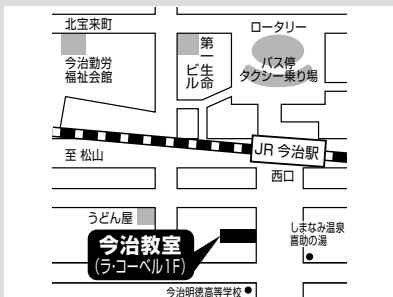 北宝来町
ロータリー
第一生命
ビル
バス停
タクシー乗り場
今治勤労
福祉会館
至 松山
JR 今治駅
西口
うどん屋
今治教室
(ラ・コーベル1F)
しまなみ温泉
喜助の湯
今治明徳高等学校